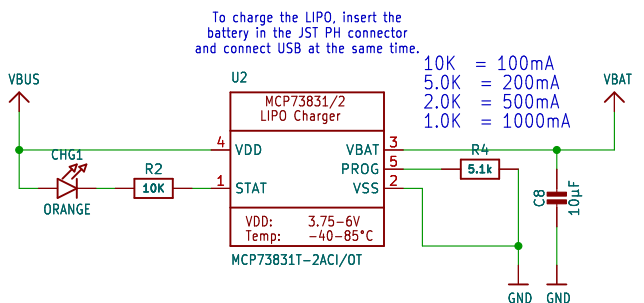 To charge the LIPO, insert the
battery in the JST PH connector
and connect USB at the same time.
10K = 100mA
5.0K = 200mA
2.0K = 500mA
1.0K = 1000mA
VBUS
U2
VBAT
MCP73831/2
LIPO Charger
4 VDD
VBAT 3
CHG1
R2
10K
1 STAT
PROG 5
R4
5.1k
VSS 2
ORANGE
C8
10µF
VDD: 3.75-6V
Temp: -40-85°C
MCP73831T-2ACI/OT
GND
GND